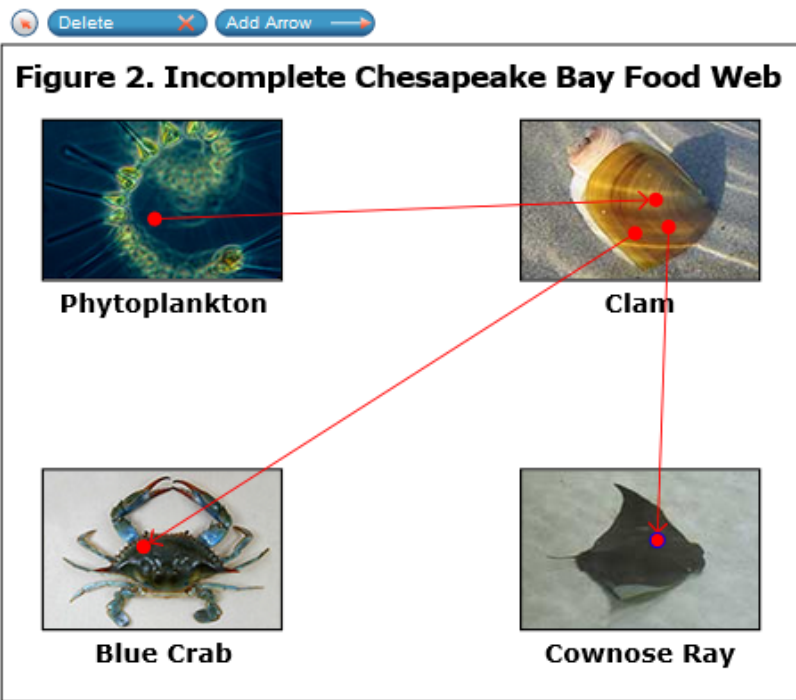 Delete
Add Arrow
Figure 2. Incomplete Chesapeake Bay Food Web
Phytoplankton
Clam
Blue Crab
Cownose Ray